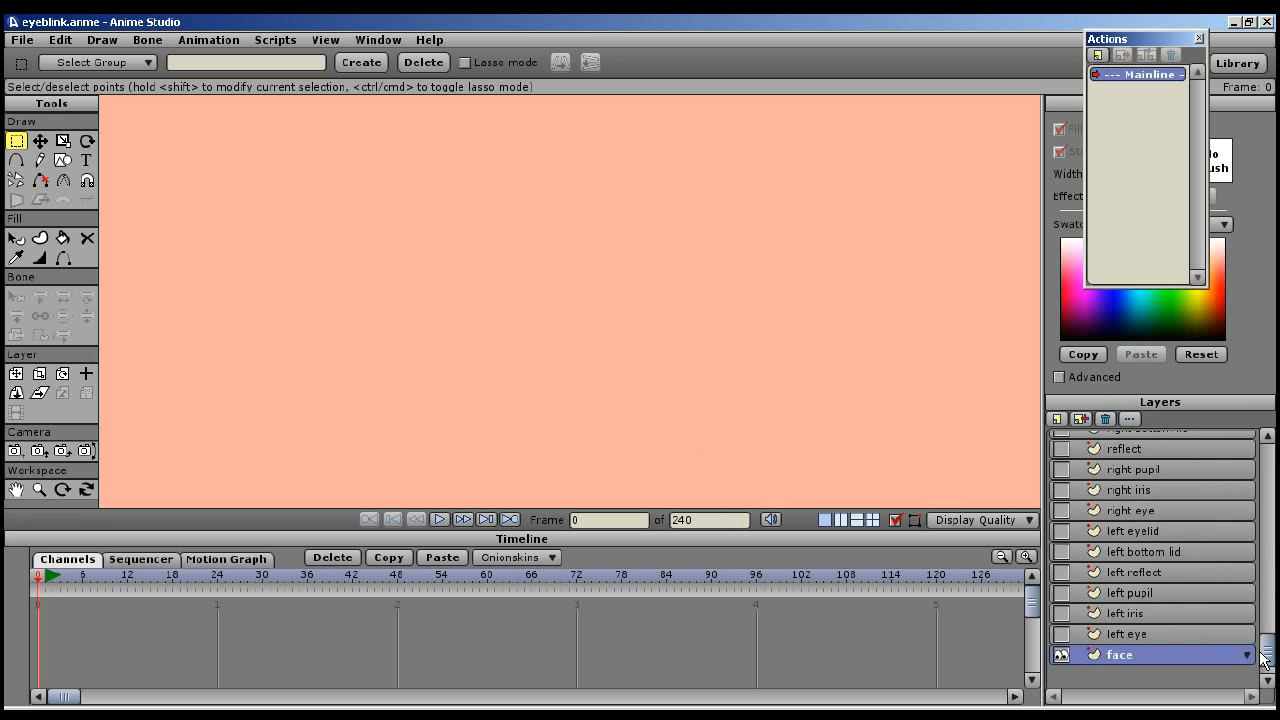 eyeblink.anme - Anime Studio
File Edit Draw Bone Animation Scripts View Window Help
Select Group Create Delete Lasso mode Library
Select/deselect points (hold <shift> to modify current selection, <ctrl/cmd> to toggle lasso mode) Frame: 0
Actions
--- Mainline -
Tools
Draw
Fill
Bone
Layer
Camera
Workspace
Width
Effec
Swatc
Copy Paste Reset
Advanced
Layers
reflect
right pupil
right iris
right eye
left eyelid
left bottom lid
left reflect
left pupil
left iris
left eye
face
Frame 0 of 240 Display Quality
Timeline
Channels Sequencer Motion Graph Delete Copy Paste Onionskins
0 6 12 18 24 30 36 42 48 54 60 66 72 78 84 90 96 102 108 114 120 126
0 1 2 3 4 5